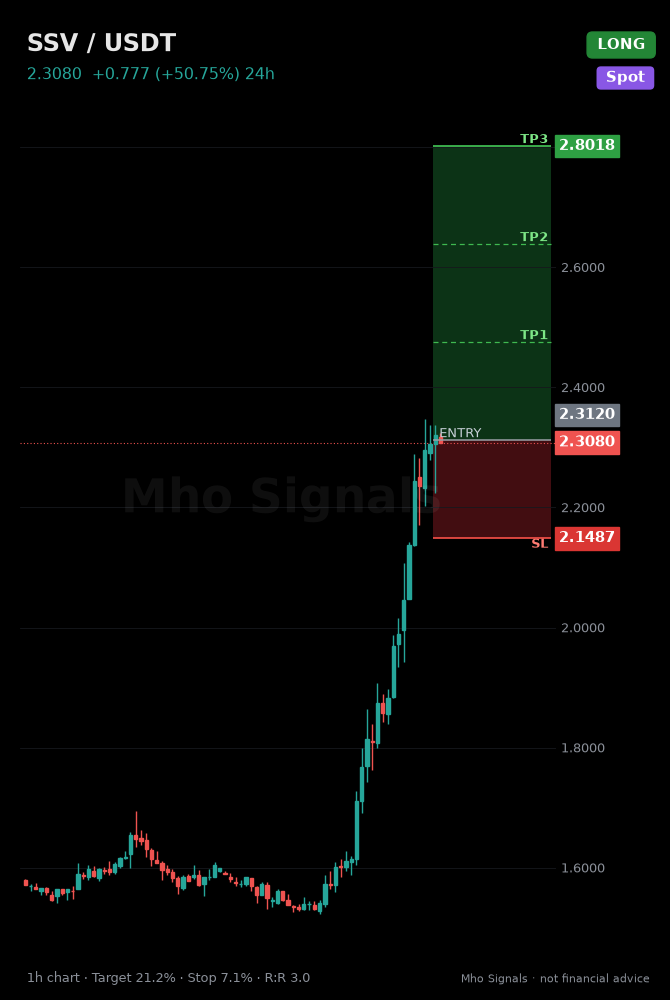 SSV / USDT
LONG
2.3080 +0.777 (+50.75%) 24h
Spot
TP3
2.8018
TP2
2.6000
TP1
2.4000
2.3120
ENTRY
2.3080
Mho Signals
2.2000
2.1487
SL
2.0000
1.8000
1.6000
1h chart · Target 21.2% · Stop 7.1% · R:R 3.0
Mho Signals · not financial advice